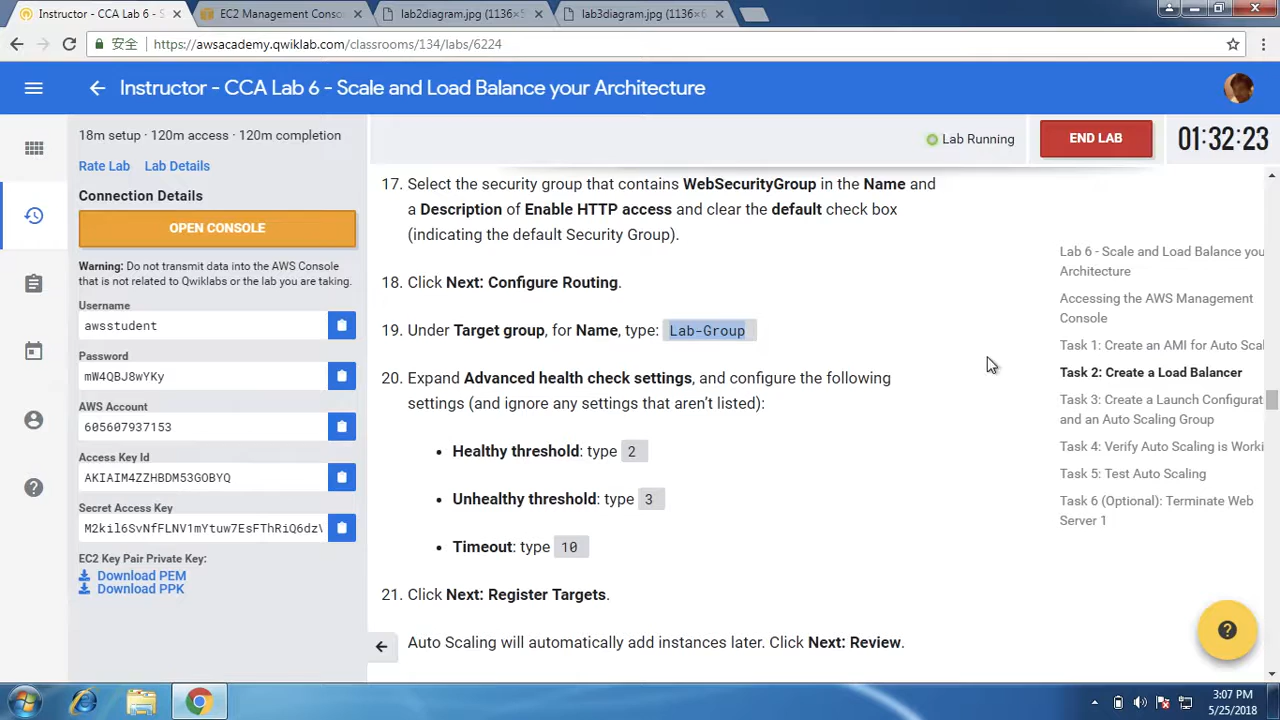 Instructor - CCA Lab 6 - S
EC2 Management Conso
lab2diagram.jpg (1136×5
lab3diagram.jpg (1136×6
安全
https://awsacademy.qwiklab.com/classrooms/134/labs/6224
Instructor - CCA Lab 6 - Scale and Load Balance your Architecture
18m setup · 120m access · 120m completion
Rate Lab
Lab Details
Lab Running
END LAB
01:32:23
Connection Details
OPEN CONSOLE
Warning: Do not transmit data into the AWS Console
that is not related to Qwiklabs or the lab you are taking.
Username
awsstudent
Password
mW4QBJ8wYKy
AWS Account
605607937153
Access Key Id
AKIAIM4ZZHBDM53GOBYQ
Secret Access Key
M2kil6SvNfFLNV1mYtuw7EsFThRiQ6dz
EC2 Key Pair Private Key:
Download PEM
Download PPK
17. Select the security group that contains WebSecurityGroup in the Name and
a Description of Enable HTTP access and clear the default check box
(indicating the default Security Group).
18. Click Next: Configure Routing.
19. Under Target group, for Name, type: Lab-Group
20. Expand Advanced health check settings, and configure the following
settings (and ignore any settings that aren't listed):
• Healthy threshold: type 2
• Unhealthy threshold: type 3
• Timeout: type 10
21. Click Next: Register Targets.
Auto Scaling will automatically add instances later. Click Next: Review.
Lab 6 - Scale and Load Balance you
Architecture
Accessing the AWS Management
Console
Task 1: Create an AMI for Auto Scal
Task 2: Create a Load Balancer
Task 3: Create a Launch Configurat
and an Auto Scaling Group
Task 4: Verify Auto Scaling is Worki
Task 5: Test Auto Scaling
Task 6 (Optional): Terminate Web
Server 1
3:07 PM
5/25/2018